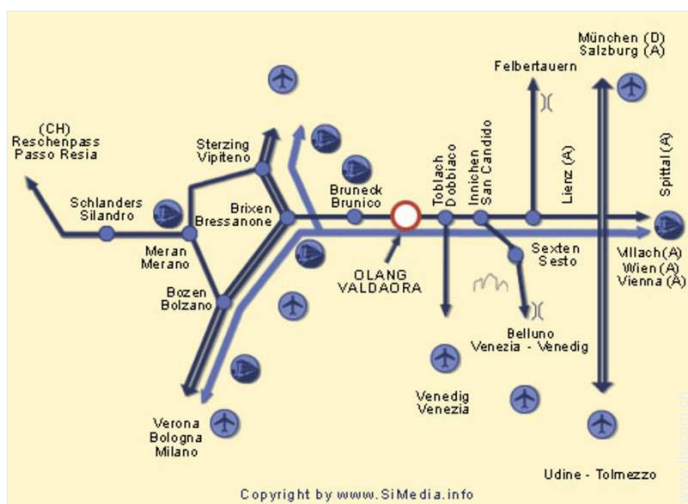 München (D)
Salzburg (A)
Felbertauern
(CH)
Reschenpass
Passo Resia
Sterzing
Vipiteno
Schlanders
Silandro
Meran
Merano
Brixen
Bressanone
Bruneck
Brunico
Toblach
Dobbiaco
Innichen
San Candido
Lienz (A)
Spittal (A)
OLANG
VALDAORA
Sexten
Sesto
Villach (A)
Wien (A)
Vienna (A)
Bozen
Bolzano
Belluno
Venezia - Venedig
Venedig
Venezia
Verona
Bologna
Milano
Udine - Tolmezzo
Copyright by www.SiMedia.info